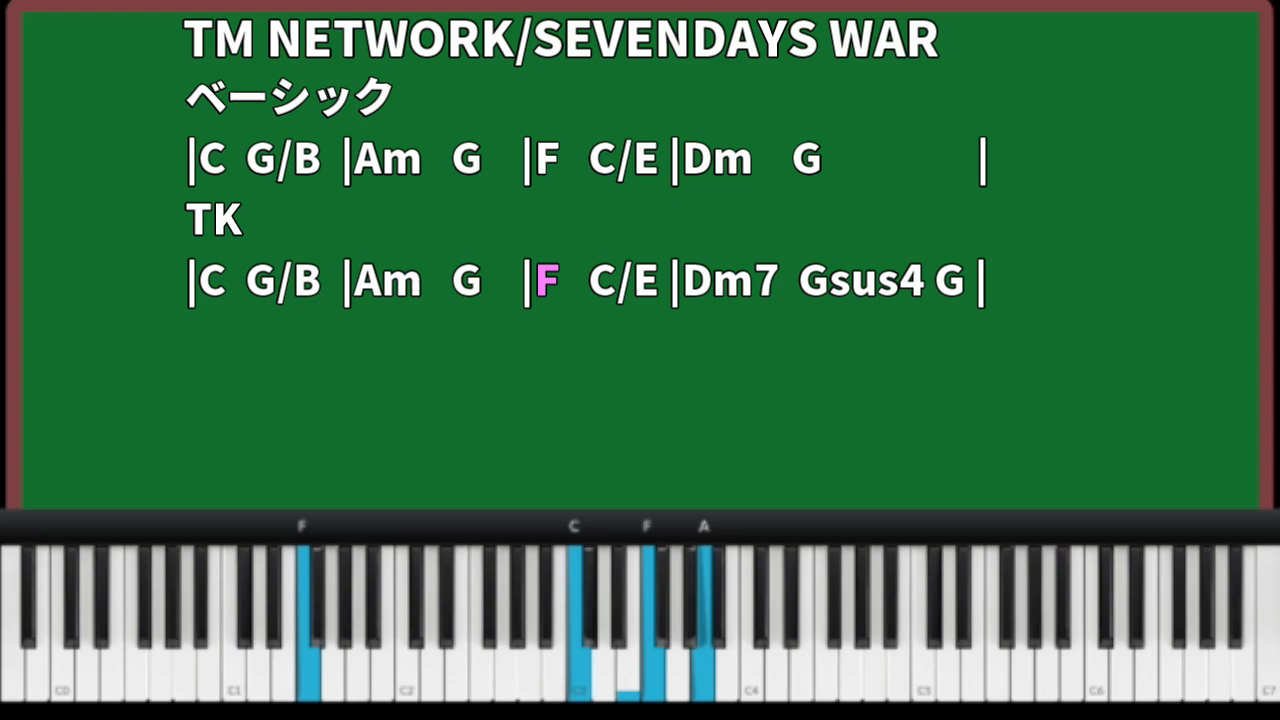 TM NETWORK/SEVENDAYS WAR
ベーシック
|C G/B |Am G |F C/E |Dm G |
TK
|C G/B |Am G |F C/E |Dm7 Gsus4 G |
F C F A
C0 C1 C2 C3 C4 C5 C6 C7